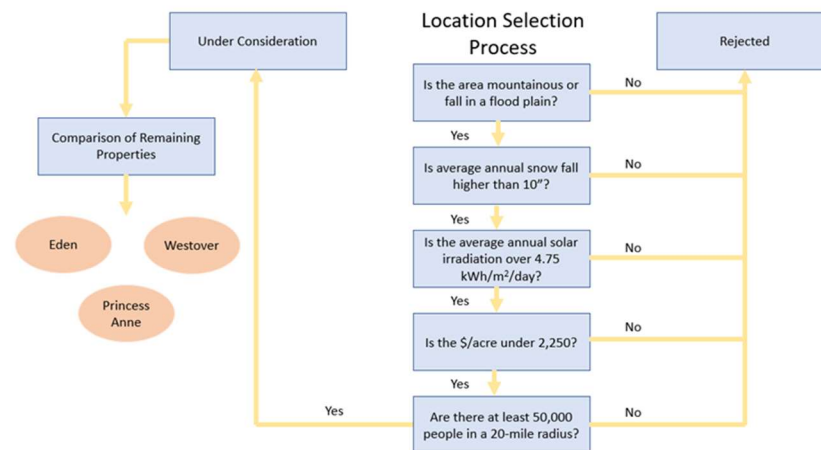 Location Selection
Process
Under Consideration
Rejected
Is the area mountainous or
fall in a flood plain?
No
Yes
Comparison of Remaining
Properties
Is average annual snow fall
higher than 10”?
No
Yes
Eden
Westover
Princess
Anne
Is the average annual solar
irradiation over 4.75
kWh/m²/day?
No
Yes
Is the $/acre under 2,250?
No
Yes
Are there at least 50,000
people in a 20-mile radius?
Yes
No